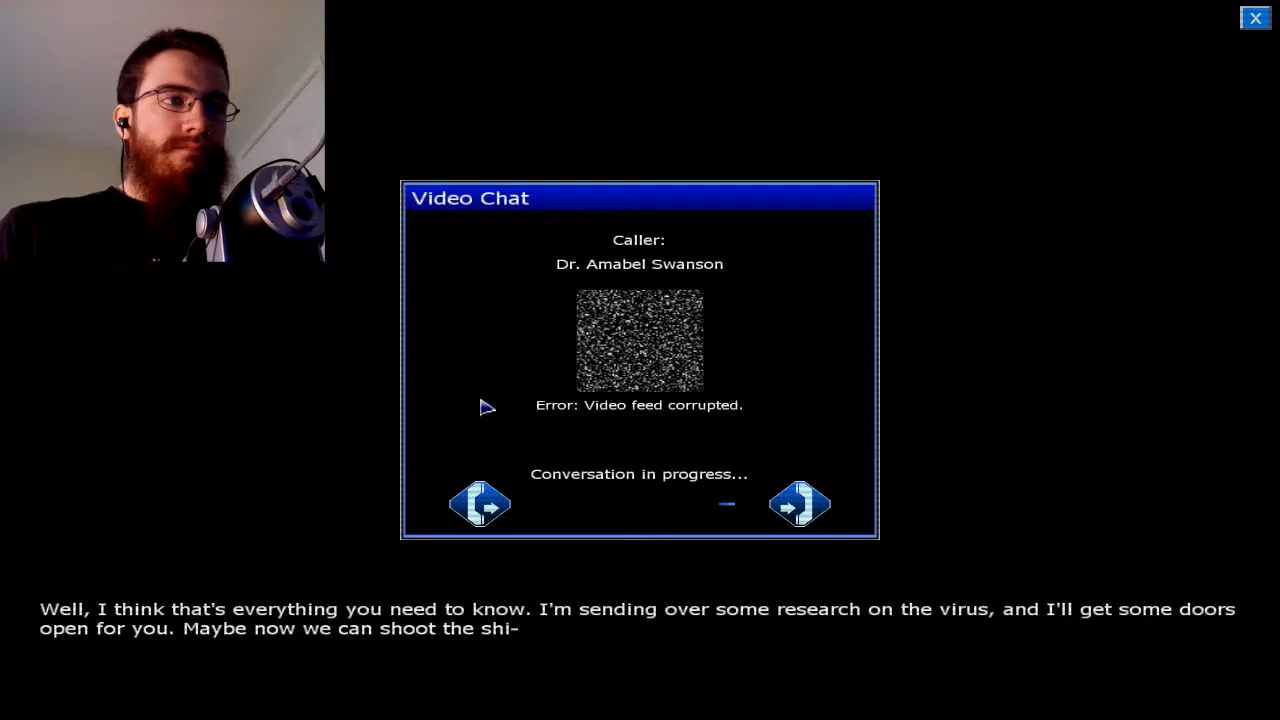 X
Video Chat
Caller:
Dr. Amabel Swanson
Error: Video feed corrupted.
Conversation in progress...
Well, I think that's everything you need to know. I'm sending over some research on the virus, and I'll get some doors
open for you. Maybe now we can shoot the shi-